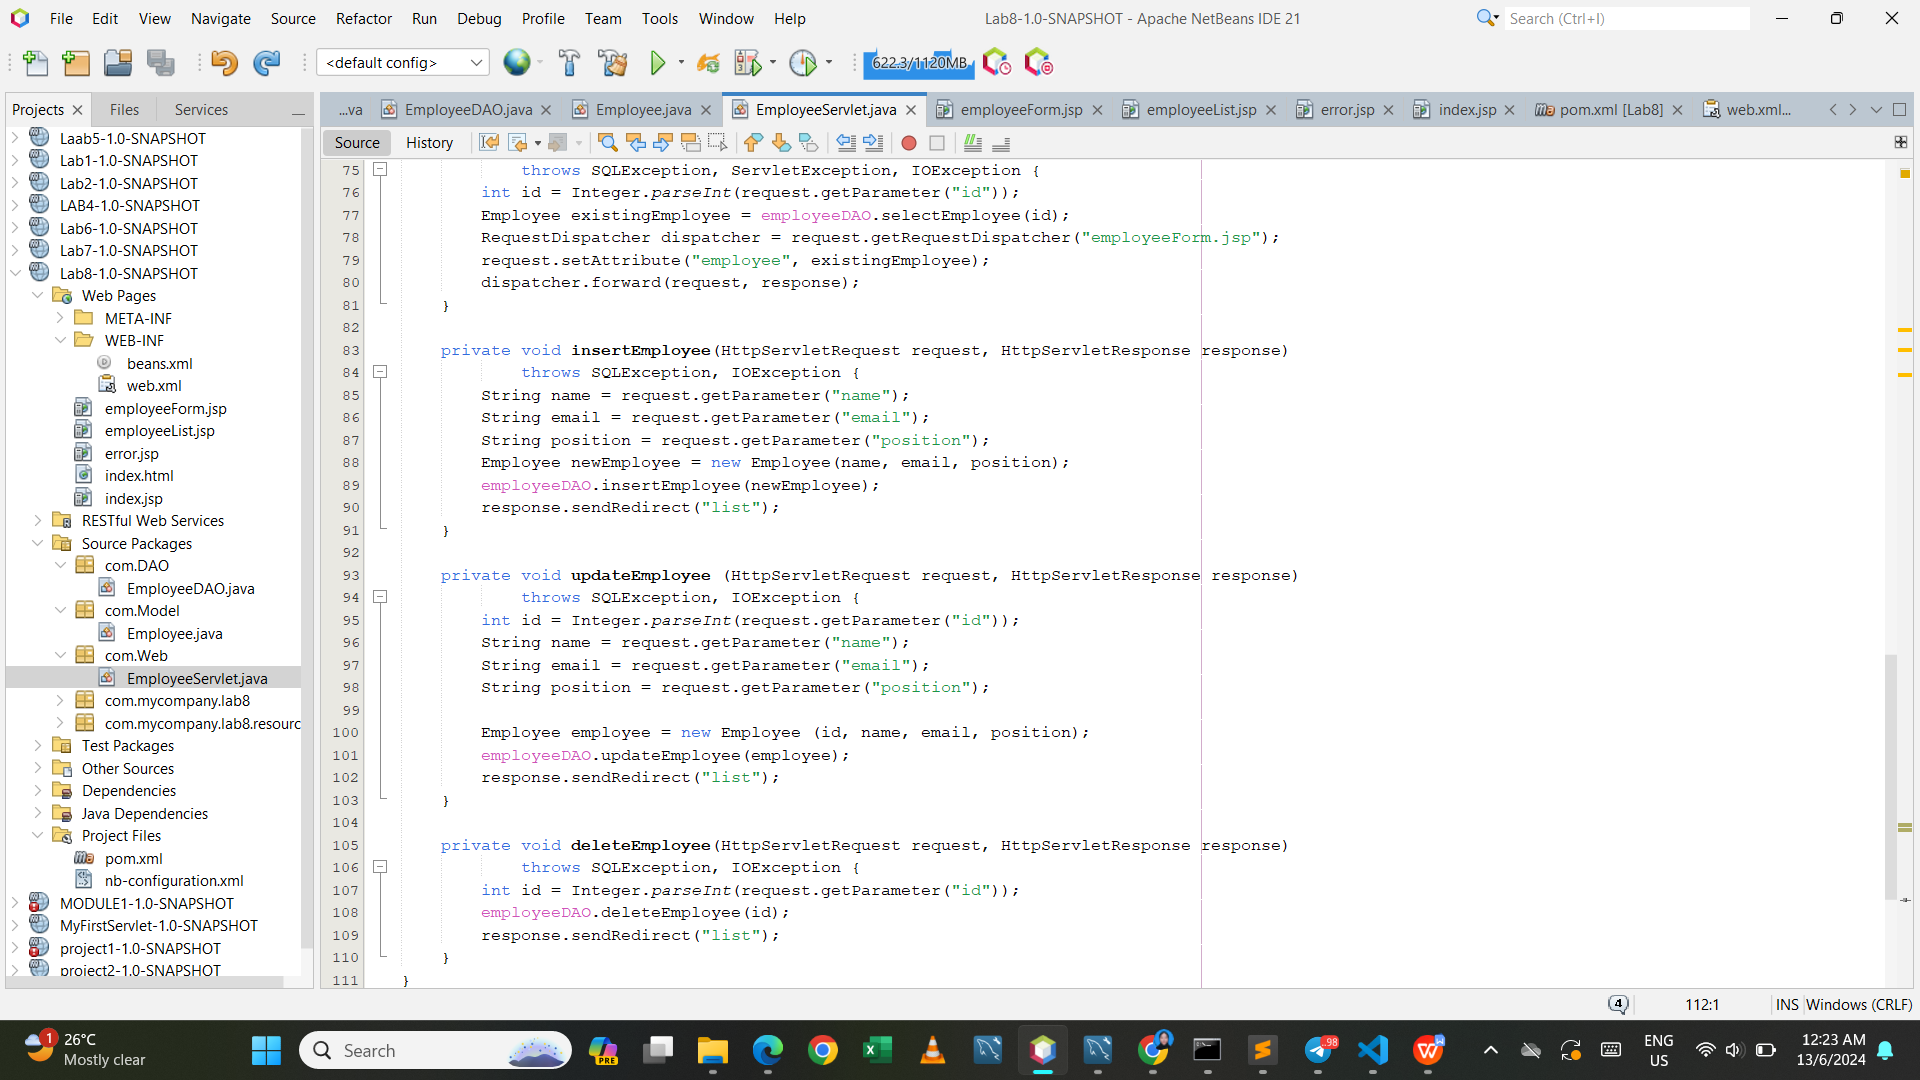 File Edit View Navigate Source Refactor Run Debug Profile Team Tools Window Help
Lab8-1.0-SNAPSHOT - Apache NetBeans IDE 21
Search (Ctrl+I)
<default config>
622.3/1120MB
Projects Files Services
...va EmployeeDAO.java Employee.java EmployeeServlet.java employeeForm.jsp employeeList.jsp error.jsp index.jsp pom.xml [Lab8] web.xml...
Source History
Laab5-1.0-SNAPSHOT
Lab1-1.0-SNAPSHOT
Lab2-1.0-SNAPSHOT
LAB4-1.0-SNAPSHOT
Lab6-1.0-SNAPSHOT
Lab7-1.0-SNAPSHOT
Lab8-1.0-SNAPSHOT
Web Pages
META-INF
WEB-INF
beans.xml
web.xml
employeeForm.jsp
employeeList.jsp
error.jsp
index.html
index.jsp
RESTful Web Services
Source Packages
com.DAO
EmployeeDAO.java
com.Model
Employee.java
com.Web
EmployeeServlet.java
com.mycompany.lab8
com.mycompany.lab8.resourc
Test Packages
Other Sources
Dependencies
Java Dependencies
Project Files
pom.xml
nb-configuration.xml
MODULE1-1.0-SNAPSHOT
MyFirstServlet-1.0-SNAPSHOT
project1-1.0-SNAPSHOT
project2-1.0-SNAPSHOT
75 throws SQLException, ServletException, IOException {
76 int id = Integer.parseInt(request.getParameter("id"));
77 Employee existingEmployee = employeeDAO.selectEmployee(id);
78 RequestDispatcher dispatcher = request.getRequestDispatcher("employeeForm.jsp");
79 request.setAttribute("employee", existingEmployee);
80 dispatcher.forward(request, response);
81 }
82
83 private void insertEmployee(HttpServletRequest request, HttpServletResponse response)
84 throws SQLException, IOException {
85 String name = request.getParameter("name");
86 String email = request.getParameter("email");
87 String position = request.getParameter("position");
88 Employee newEmployee = new Employee(name, email, position);
89 employeeDAO.insertEmployee(newEmployee);
90 response.sendRedirect("list");
91 }
92
93 private void updateEmployee (HttpServletRequest request, HttpServletResponse response)
94 throws SQLException, IOException {
95 int id = Integer.parseInt(request.getParameter("id"));
96 String name = request.getParameter("name");
97 String email = request.getParameter("email");
98 String position = request.getParameter("position");
99
100 Employee employee = new Employee (id, name, email, position);
101 employeeDAO.updateEmployee(employee);
102 response.sendRedirect("list");
103 }
104
105 private void deleteEmployee(HttpServletRequest request, HttpServletResponse response)
106 throws SQLException, IOException {
107 int id = Integer.parseInt(request.getParameter("id"));
108 employeeDAO.deleteEmployee(id);
109 response.sendRedirect("list");
110 }
111 }
4 112:1 INS Windows (CRLF)
1 26°C
Mostly clear
Search
PRE
98
ENG
US
12:23 AM
13/6/2024